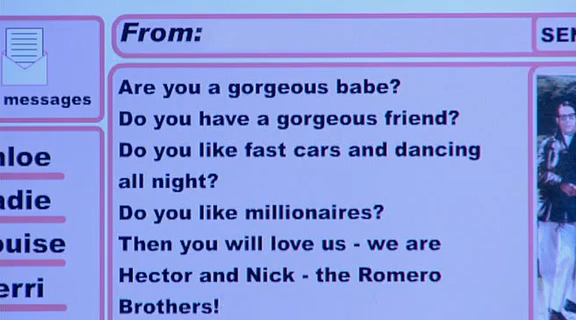 From:
SEN
messages
Are you a gorgeous babe?
Do you have a gorgeous friend?
Do you like fast cars and dancing
all night?
Do you like millionaires?
Then you will love us - we are
Hector and Nick - the Romero
Brothers!
hloe
adie
ouise
erri